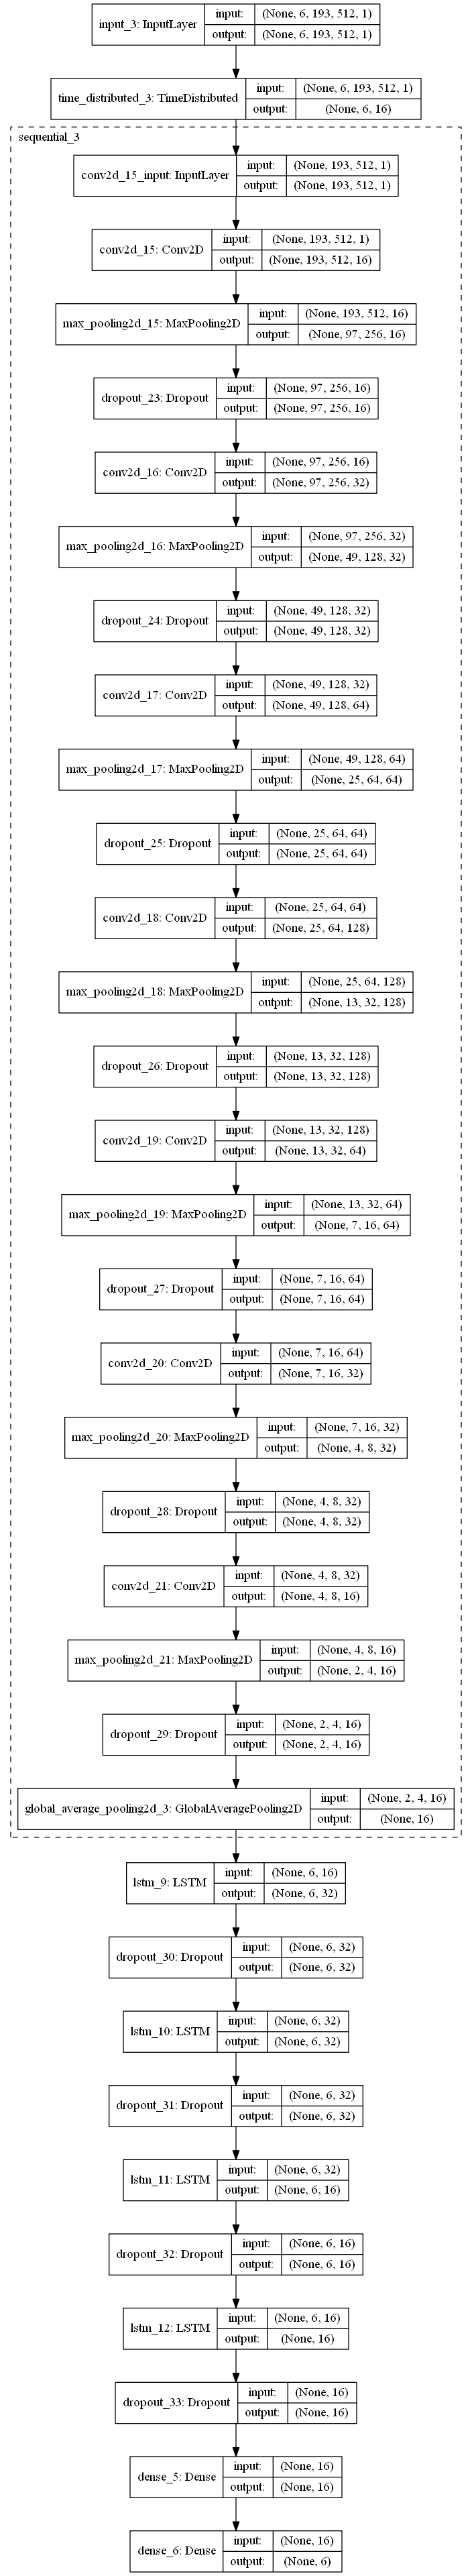 input_3: InputLayer
input: (None, 6, 193, 512, 1)
output: (None, 6, 193, 512, 1)
time_distributed_3: TimeDistributed
input: (None, 6, 193, 512, 1)
output: (None, 6, 16)
sequential_3
conv2d_15_input: InputLayer
input: (None, 193, 512, 1)
output: (None, 193, 512, 1)
conv2d_15: Conv2D
input: (None, 193, 512, 1)
output: (None, 193, 512, 16)
max_pooling2d_15: MaxPooling2D
input: (None, 193, 512, 16)
output: (None, 97, 256, 16)
dropout_23: Dropout
input: (None, 97, 256, 16)
output: (None, 97, 256, 16)
conv2d_16: Conv2D
input: (None, 97, 256, 16)
output: (None, 97, 256, 32)
max_pooling2d_16: MaxPooling2D
input: (None, 97, 256, 32)
output: (None, 49, 128, 32)
dropout_24: Dropout
input: (None, 49, 128, 32)
output: (None, 49, 128, 32)
conv2d_17: Conv2D
input: (None, 49, 128, 32)
output: (None, 49, 128, 64)
max_pooling2d_17: MaxPooling2D
input: (None, 49, 128, 64)
output: (None, 25, 64, 64)
dropout_25: Dropout
input: (None, 25, 64, 64)
output: (None, 25, 64, 64)
conv2d_18: Conv2D
input: (None, 25, 64, 64)
output: (None, 25, 64, 128)
max_pooling2d_18: MaxPooling2D
input: (None, 25, 64, 128)
output: (None, 13, 32, 128)
dropout_26: Dropout
input: (None, 13, 32, 128)
output: (None, 13, 32, 128)
conv2d_19: Conv2D
input: (None, 13, 32, 128)
output: (None, 13, 32, 64)
max_pooling2d_19: MaxPooling2D
input: (None, 13, 32, 64)
output: (None, 7, 16, 64)
dropout_27: Dropout
input: (None, 7, 16, 64)
output: (None, 7, 16, 64)
conv2d_20: Conv2D
input: (None, 7, 16, 64)
output: (None, 7, 16, 32)
max_pooling2d_20: MaxPooling2D
input: (None, 7, 16, 32)
output: (None, 4, 8, 32)
dropout_28: Dropout
input: (None, 4, 8, 32)
output: (None, 4, 8, 32)
conv2d_21: Conv2D
input: (None, 4, 8, 32)
output: (None, 4, 8, 16)
max_pooling2d_21: MaxPooling2D
input: (None, 4, 8, 16)
output: (None, 2, 4, 16)
dropout_29: Dropout
input: (None, 2, 4, 16)
output: (None, 2, 4, 16)
global_average_pooling2d_3: GlobalAveragePooling2D
input: (None, 2, 4, 16)
output: (None, 16)
lstm_9: LSTM
input: (None, 6, 16)
output: (None, 6, 32)
dropout_30: Dropout
input: (None, 6, 32)
output: (None, 6, 32)
lstm_10: LSTM
input: (None, 6, 32)
output: (None, 6, 32)
dropout_31: Dropout
input: (None, 6, 32)
output: (None, 6, 32)
lstm_11: LSTM
input: (None, 6, 32)
output: (None, 6, 16)
dropout_32: Dropout
input: (None, 6, 16)
output: (None, 6, 16)
lstm_12: LSTM
input: (None, 6, 16)
output: (None, 16)
dropout_33: Dropout
input: (None, 16)
output: (None, 16)
dense_5: Dense
input: (None, 16)
output: (None, 16)
dense_6: Dense
input: (None, 16)
output: (None, 6)